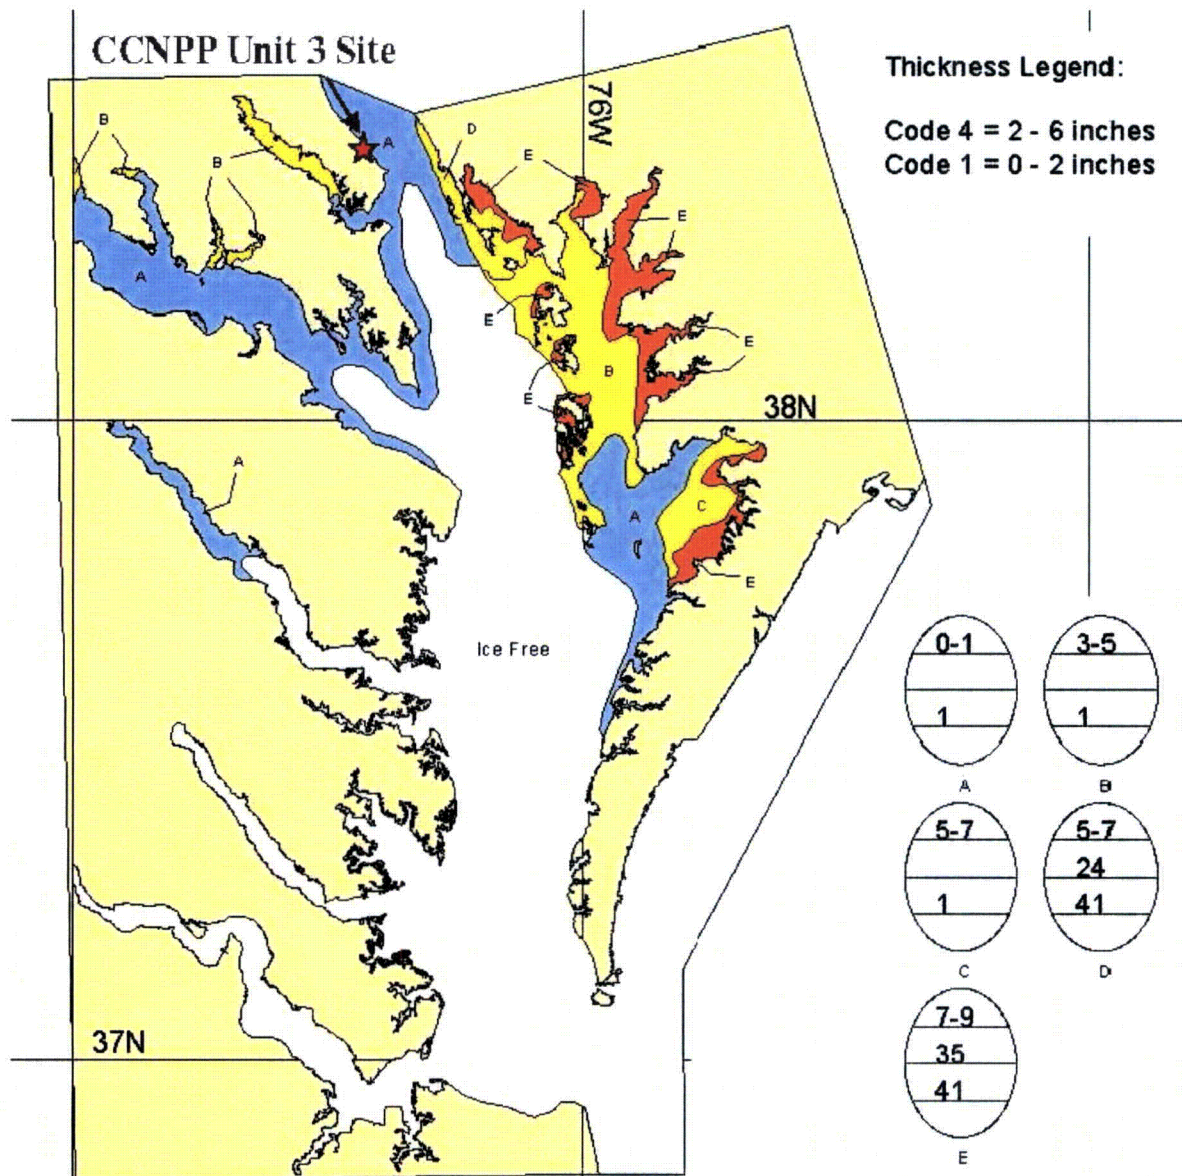 CCNPP Unit 3 Site
Thickness Legend:
Code 4 = 2 - 6 inches
Code 1 = 0 - 2 inches
76W
B
B
B
A
D
E
E
E
A
E
E
B
E
38N
A
A
C
E
Ice Free
37N
0-1
1
A
3-5
1
B
5-7
1
C
5-7
24
41
D
7-9
35
41
E